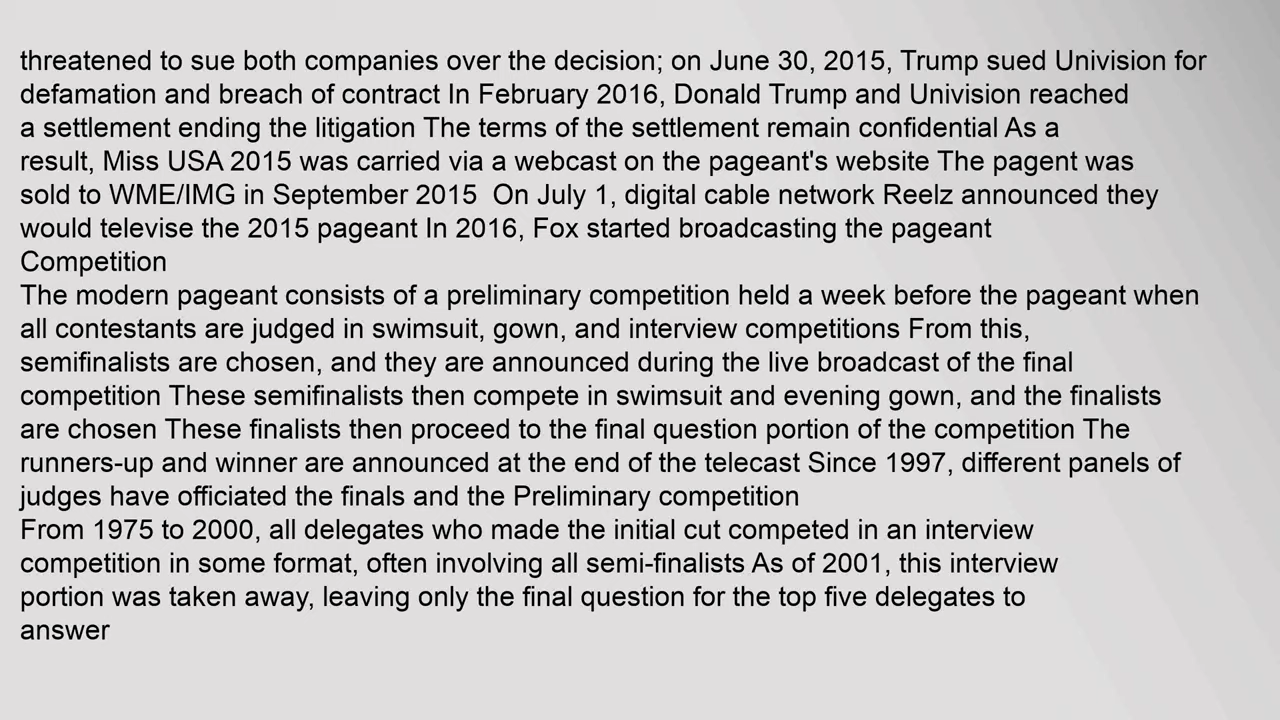 threatened to sue both companies over the decision; on June 30, 2015, Trump sued Univision for
defamation and breach of contract In February 2016, Donald Trump and Univision reached
a settlement ending the litigation The terms of the settlement remain confidential As a
result, Miss USA 2015 was carried via a webcast on the pageant's website The pagent was
sold to WME/IMG in September 2015  On July 1, digital cable network Reelz announced they
would televise the 2015 pageant In 2016, Fox started broadcasting the pageant
Competition
The modern pageant consists of a preliminary competition held a week before the pageant when
all contestants are judged in swimsuit, gown, and interview competitions From this,
semifinalists are chosen, and they are announced during the live broadcast of the final
competition These semifinalists then compete in swimsuit and evening gown, and the finalists
are chosen These finalists then proceed to the final question portion of the competition The
runners-up and winner are announced at the end of the telecast Since 1997, different panels of
judges have officiated the finals and the Preliminary competition
From 1975 to 2000, all delegates who made the initial cut competed in an interview
competition in some format, often involving all semi-finalists As of 2001, this interview
portion was taken away, leaving only the final question for the top five delegates to
answer